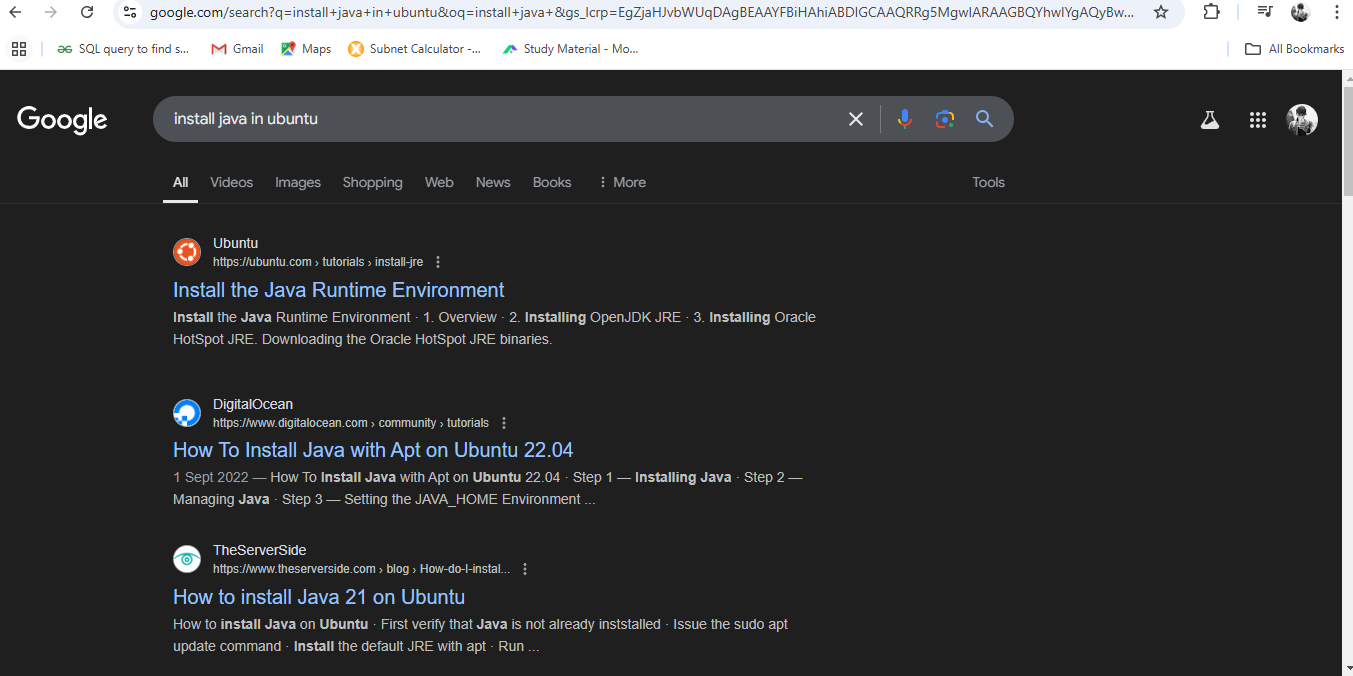 google.com/search?q=install+java+in+ubuntu&oq=install+java+&gs_lcrp=EgZjaHJvbWUqDAgBEAAYFBiHAhiABDIGCAAQRRg5MgwIARAAGBQYhwIYgAQyBw...
SQL query to find s... Gmail Maps Subnet Calculator -... Study Material - Mo... All Bookmarks
Google install java in ubuntu
All Videos Images Shopping Web News Books More Tools
Ubuntu
https://ubuntu.com › tutorials › install-jre
Install the Java Runtime Environment
Install the Java Runtime Environment · 1. Overview · 2. Installing OpenJDK JRE · 3. Installing Oracle
HotSpot JRE. Downloading the Oracle HotSpot JRE binaries.
DigitalOcean
https://www.digitalocean.com › community › tutorials
How To Install Java with Apt on Ubuntu 22.04
1 Sept 2022 — How To Install Java with Apt on Ubuntu 22.04 · Step 1 — Installing Java · Step 2 —
Managing Java · Step 3 — Setting the JAVA_HOME Environment ...
TheServerSide
https://www.theserverside.com › blog › How-do-I-instal...
How to install Java 21 on Ubuntu
How to install Java on Ubuntu · First verify that Java is not already inststalled · Issue the sudo apt
update command · Install the default JRE with apt · Run ...